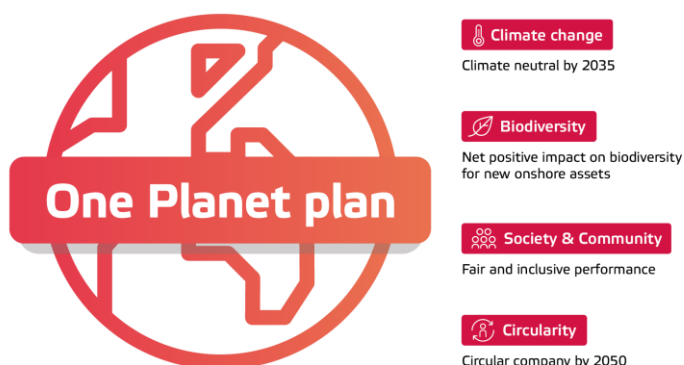 One Planet plan
Climate change
Climate neutral by 2035
Biodiversity
Net positive impact on biodiversity
for new onshore assets
Society & Community
Fair and inclusive performance
Circularity
Circular company by 2050